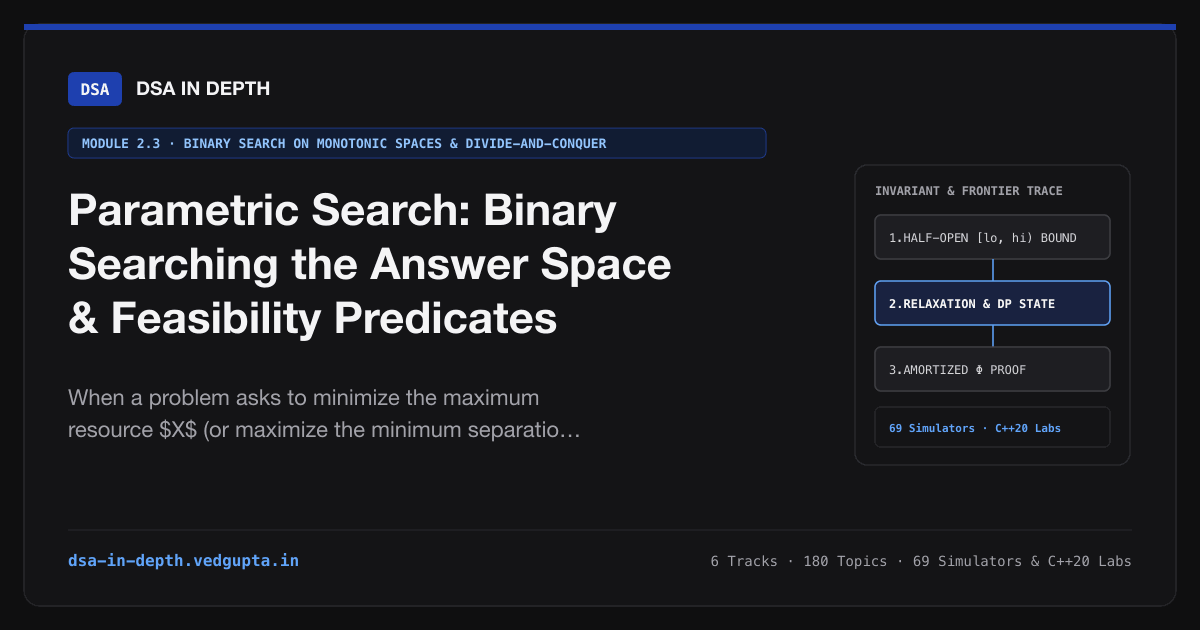 DSA
DSA IN DEPTH
MODULE 2.3 · BINARY SEARCH ON MONOTONIC SPACES & DIVIDE-AND-CONQUER
Parametric Search: Binary
Searching the Answer Space
& Feasibility Predicates
When a problem asks to minimize the maximum
resource $X$ (or maximize the minimum separatio…
INVARIANT & FRONTIER TRACE
1.HALF-OPEN [lo, hi) BOUND
2.RELAXATION & DP STATE
3.AMORTIZED Φ PROOF
69 Simulators · C++20 Labs
dsa-in-depth.vedgupta.in
6 Tracks · 180 Topics · 69 Simulators & C++20 Labs